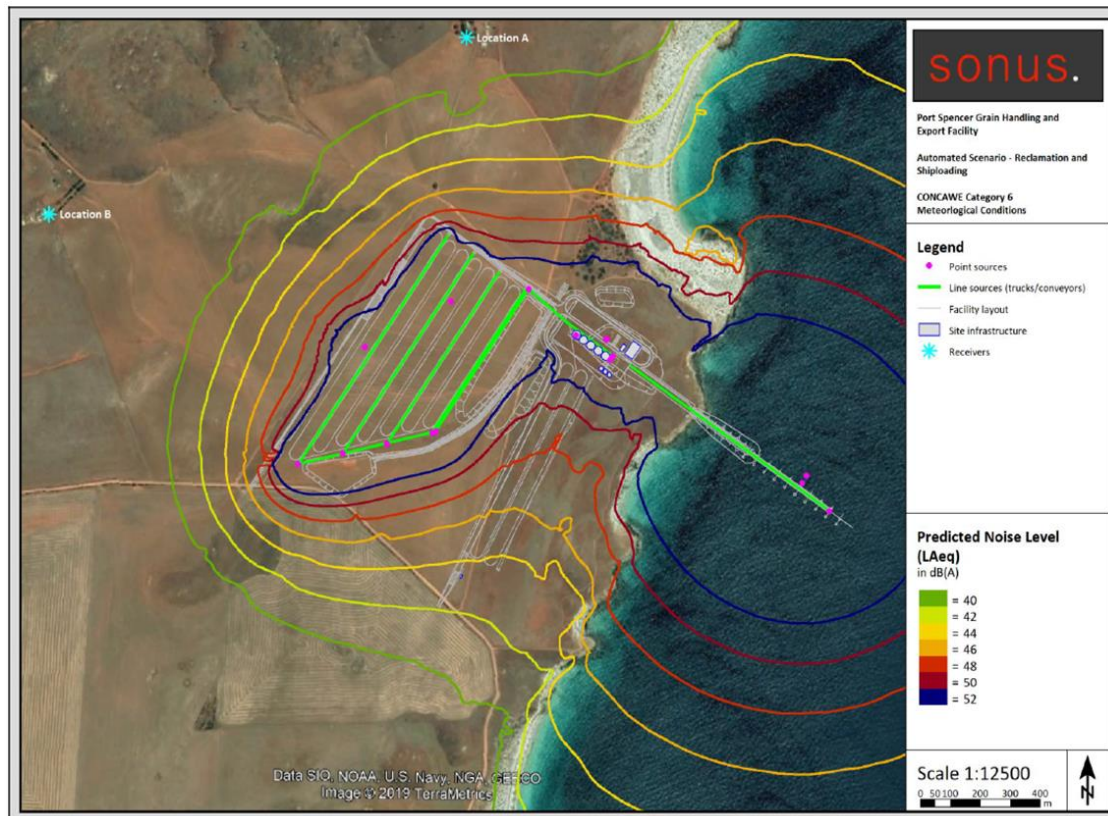 Location A
Location B
Data SIO, NOAA, U.S. Navy, NGA, GEBCO
Image © 2019 TerraMetrics
sonus.
Port Spencer Grain Handling and
Export Facility
Automated Scenario - Reclamation and
Shiploading
CONCAWE Category 6
Meteorological Conditions
Legend
Point sources
Line sources (trucks/conveyors)
Facility layout
Site infrastructure
Receivers
Predicted Noise Level
(LAeq)
in dB(A)
= 40
= 42
= 44
= 46
= 48
= 50
= 52
Scale 1:12500
0 50 100 200 300 400
m
N